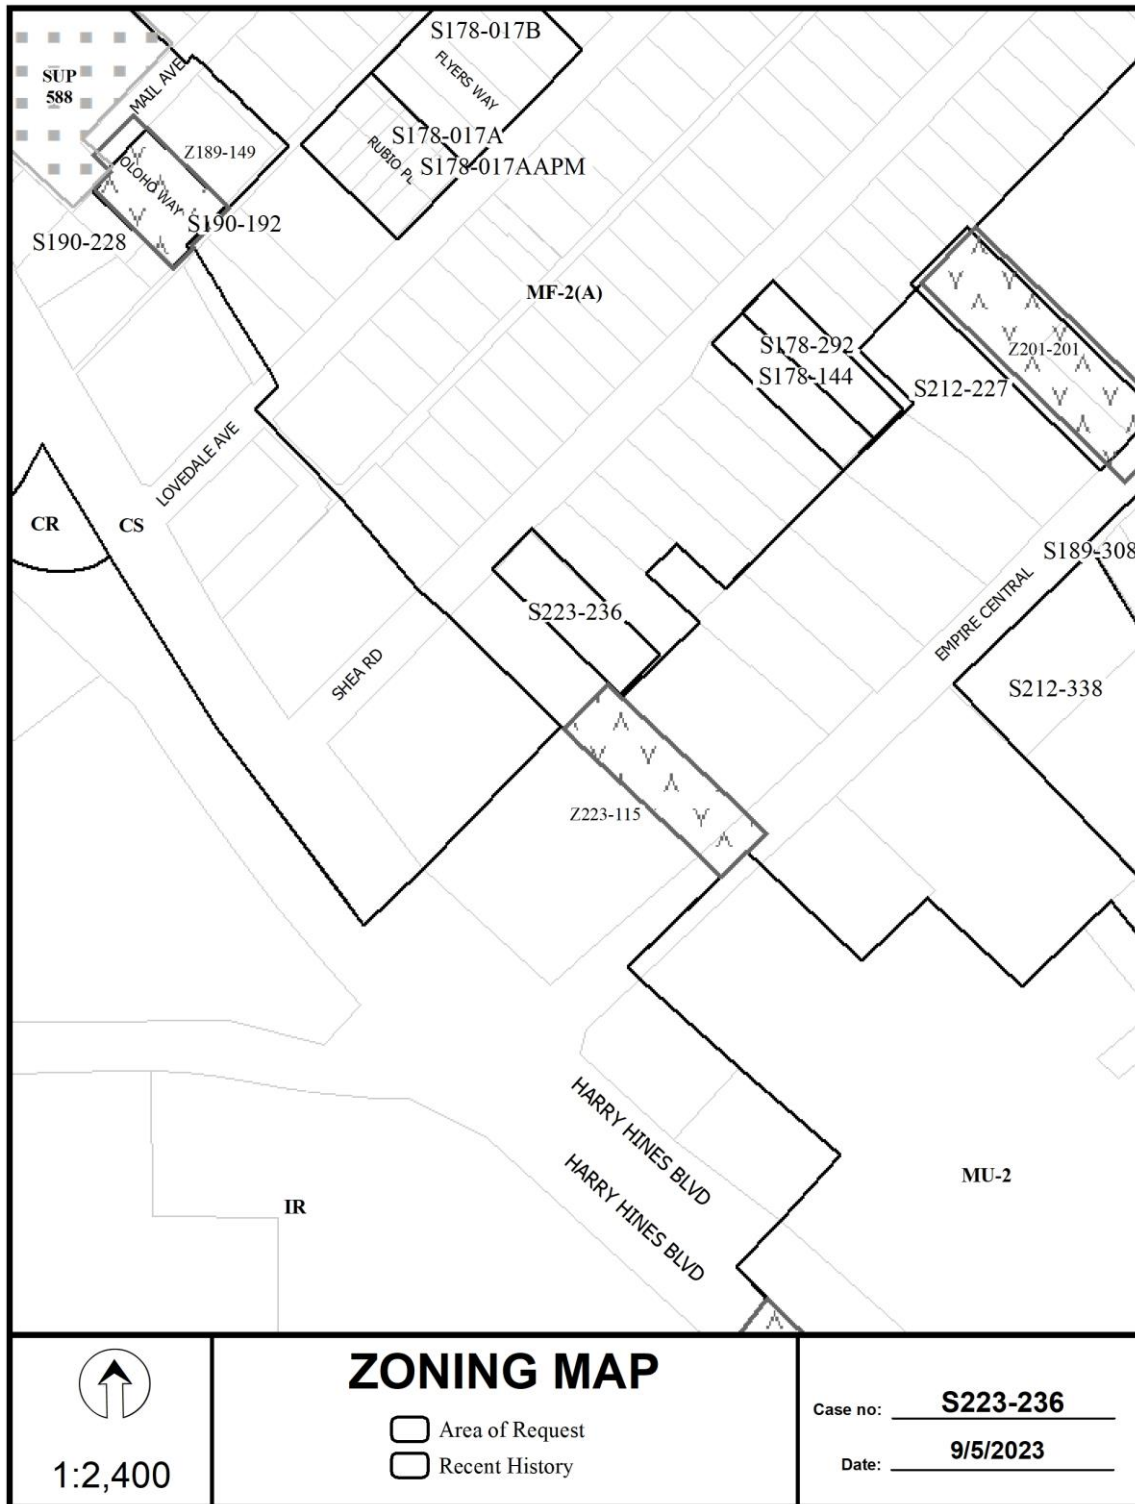 S178-017B
SUP
588
MAIL AVE
FLYERS WAY
S178-017A
Z189-149
RUBIO PL
S178-017AAPM
OLOHO WAY
S190-192
S190-228
MF-2(A)
S178-292
Z201-201
S178-144
S212-227
LOVEDALE AVE
CR
CS
S189-308
EMPIRE CENTRAL
S223-236
SHEA RD
S212-338
Z223-115
HARRY HINES BLVD
HARRY HINES BLVD
MU-2
IR
1:2,400
ZONING MAP
Area of Request
Recent History
Case no: S223-236
Date: 9/5/2023